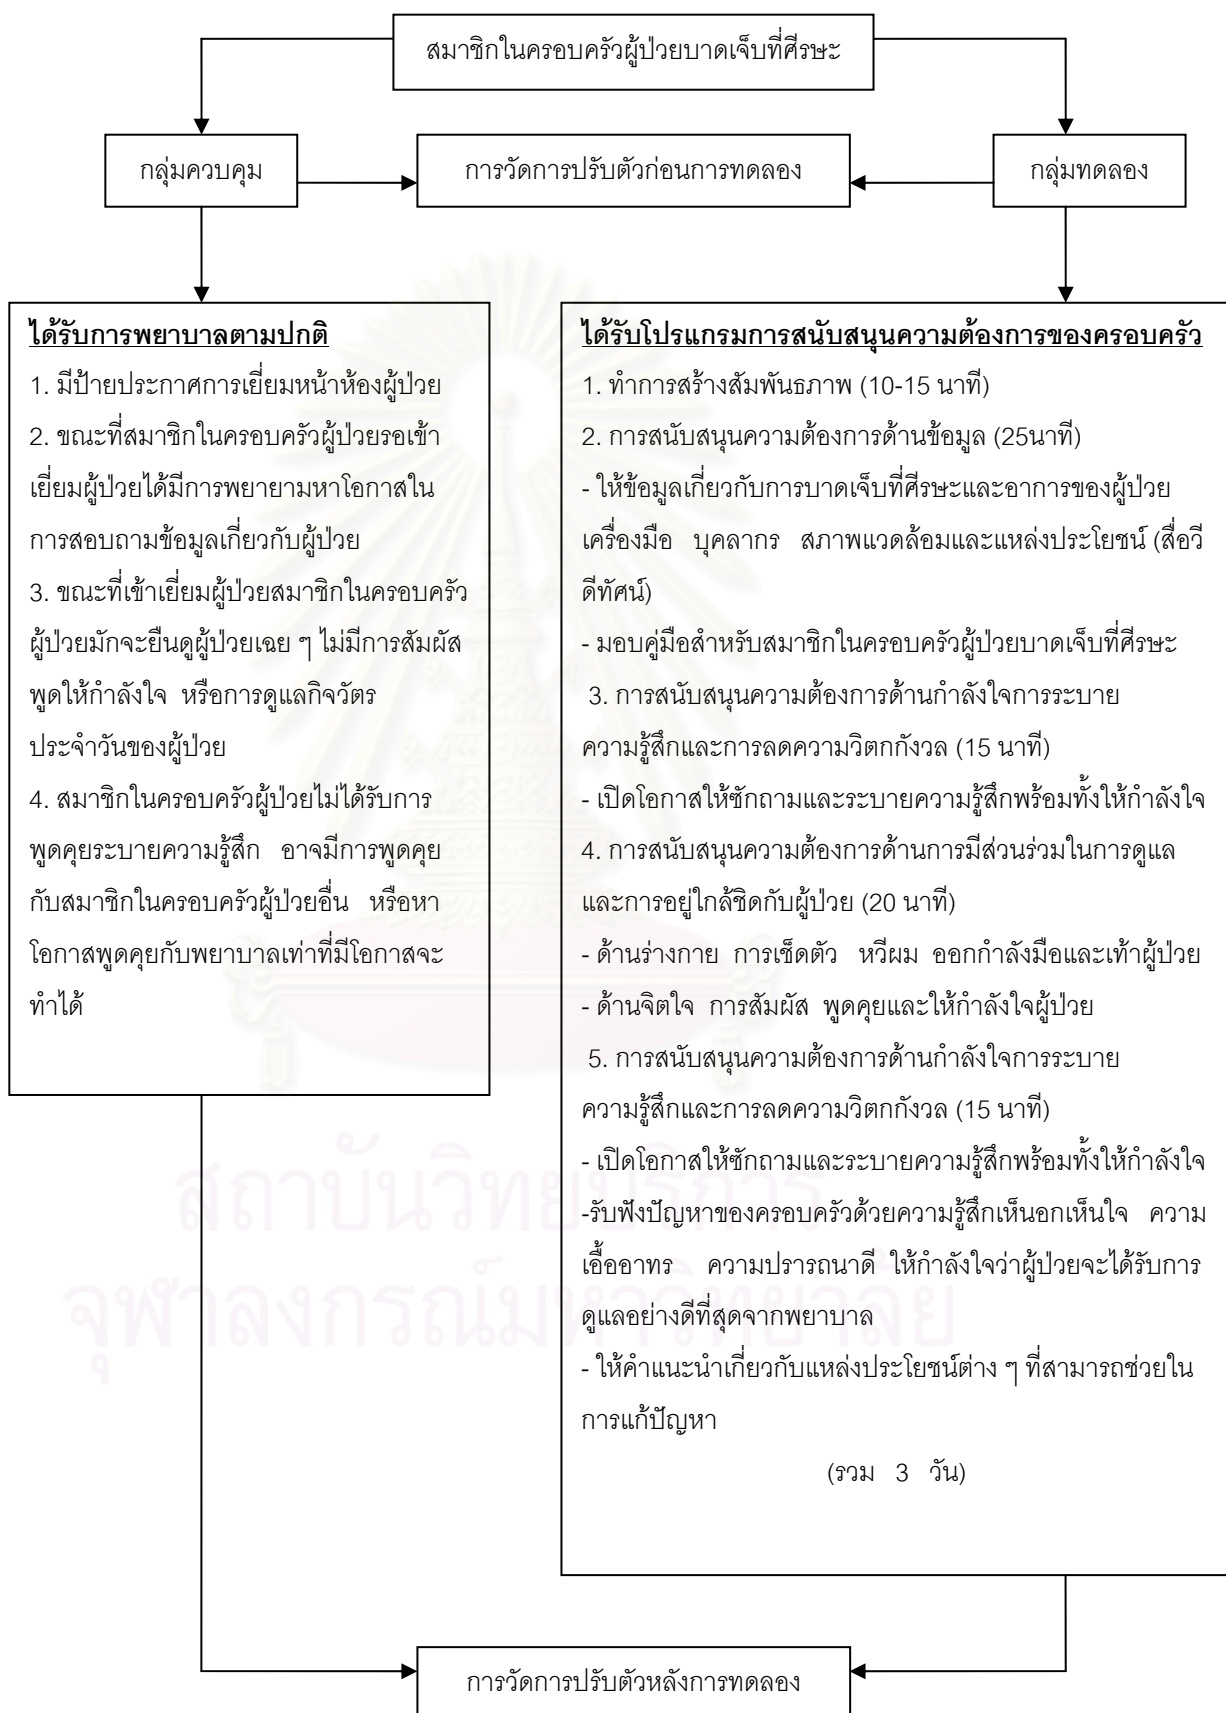 สมาชิกในครอบครัวผู้ป่วยบาดเจ็บที่ศีรษะ
กลุ่มควบคุม
การวัดการปรับตัวก่อนการทดลอง
กลุ่มทดลอง
ได้รับการพยาบาลตามปกติ
1. มีป้ายประกาศการเยี่ยมหน้าห้องผู้ป่วย
2. ขณะที่สมาชิกในครอบครัวผู้ป่วยรอเข้า
เยี่ยมผู้ป่วยได้มีการพยายามหาโอกาสใน
การสอบถามข้อมูลเกี่ยวกับผู้ป่วย
3. ขณะที่เข้าเยี่ยมผู้ป่วยสมาชิกในครอบครัว
ผู้ป่วยมักจะยืนดูผู้ป่วยเฉย ๆ ไม่มีการสัมผัส
พูดให้กำลังใจ หรือการดูแลกิจวัตร
ประจำวันของผู้ป่วย
4. สมาชิกในครอบครัวผู้ป่วยไม่ได้รับการ
พูดคุยระบายความรู้สึก อาจมีการพูดคุย
กับสมาชิกในครอบครัวผู้ป่วยอื่น หรือหา
โอกาสพูดคุยกับพยาบาลเท่าที่มีโอกาสจะ
ทำได้
ได้รับโปรแกรมการสนับสนุนความต้องการของครอบครัว
1. ทำการสร้างสัมพันธภาพ (10-15 นาที)
2. การสนับสนุนความต้องการด้านข้อมูล (25นาที)
- ให้ข้อมูลเกี่ยวกับการบาดเจ็บที่ศีรษะและอาการของผู้ป่วย
เครื่องมือ บุคลากร สภาพแวดล้อมและแหล่งประโยชน์ (สื่อวี
ดีทัศน์)
- มอบคู่มือสำหรับสมาชิกในครอบครัวผู้ป่วยบาดเจ็บที่ศีรษะ
3. การสนับสนุนความต้องการด้านกำลังใจการระบาย
ความรู้สึกและการลดความวิตกกังวล (15 นาที)
- เปิดโอกาสให้ซักถามและระบายความรู้สึกพร้อมทั้งให้กำลังใจ
4. การสนับสนุนความต้องการด้านการมีส่วนร่วมในการดูแล
และการอยู่ใกล้ชิดกับผู้ป่วย (20 นาที)
- ด้านร่างกาย การเช็ดตัว หวีผม ออกกำลังมือและเท้าผู้ป่วย
- ด้านจิตใจ การสัมผัส พูดคุยและให้กำลังใจผู้ป่วย
5. การสนับสนุนความต้องการด้านกำลังใจการระบาย
ความรู้สึกและการลดความวิตกกังวล (15 นาที)
- เปิดโอกาสให้ซักถามและระบายความรู้สึกพร้อมทั้งให้กำลังใจ
-รับฟังปัญหาของครอบครัวด้วยความรู้สึกเห็นอกเห็นใจ ความ
เอื้ออาทร ความปรารถนาดี ให้กำลังใจว่าผู้ป่วยจะได้รับการ
ดูแลอย่างดีที่สุดจากพยาบาล
- ให้คำแนะนำเกี่ยวกับแหล่งประโยชน์ต่าง ๆ ที่สามารถช่วยใน
การแก้ปัญหา
(รวม 3 วัน)
สถาบันวิทยบริการ
จุฬาลงกรณ์มหาวิทยาลัย
การวัดการปรับตัวหลังการทดลอง